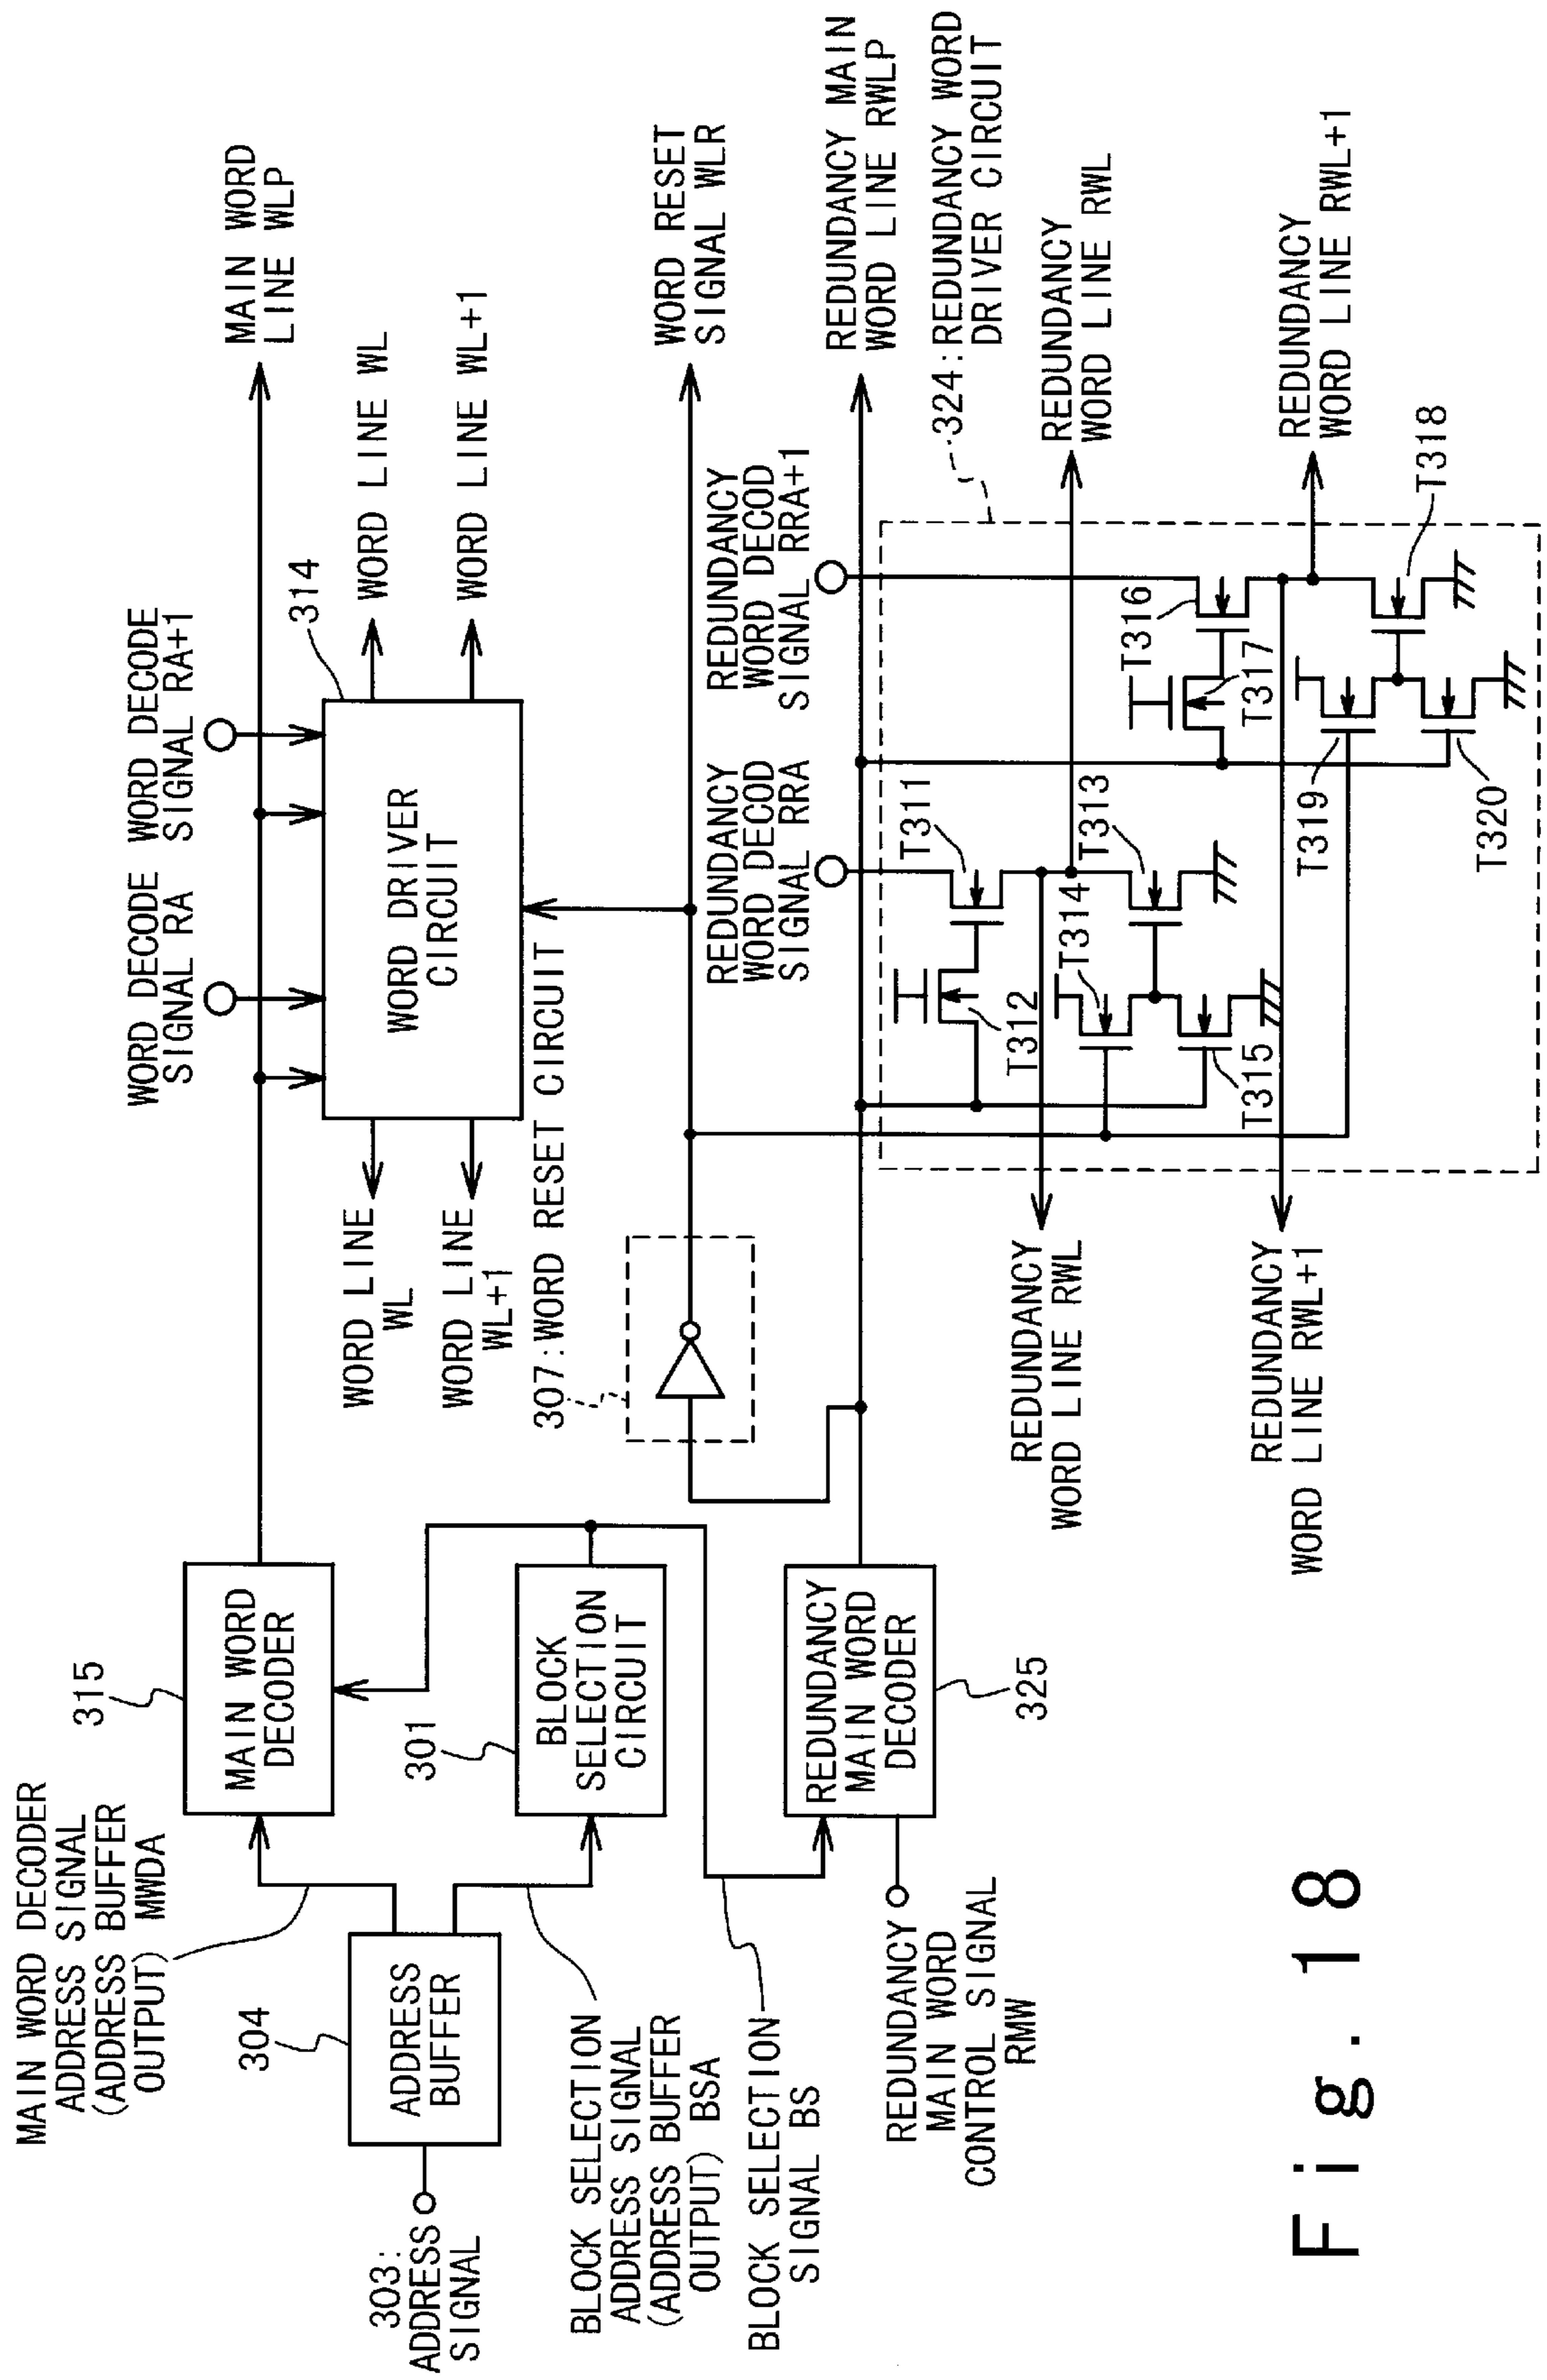 MAIN WORD DECODER
ADDRESS SIGNAL
(ADDRESS BUFFER
OUTPUT) MWDA
315
MAIN WORD
DECODER
304
ADDRESS
BUFFER
303:
ADDRESS
SIGNAL
301
BLOCK
SELECTION
CIRCUIT
BLOCK SELECTION
ADDRESS SIGNAL
(ADDRESS BUFFER
OUTPUT) BSA
BLOCK SELECTION
SIGNAL BS
REDUNDANCY
MAIN WORD
DECODER
325
REDUNDANCY
MAIN WORD
CONTROL SIGNAL
RMW
WORD DECODE
SIGNAL RA
WORD DECODE
SIGNAL RA+1
314
WORD DRIVER
CIRCUIT
MAIN WORD
LINE WLP
WORD LINE WL
WORD LINE WL+1
WORD LINE
WL
WORD LINE
WL+1
307:WORD RESET CIRCUIT
WORD RESET
SIGNAL WLR
REDUNDANCY
WORD DECOD
SIGNAL RRA
REDUNDANCY
WORD DECOD
SIGNAL RRA+1
REDUNDANCY MAIN
WORD LINE RWLP
324:REDUNDANCY WORD
DRIVER CIRCUIT
REDUNDANCY
WORD LINE RWL
REDUNDANCY
WORD LINE RWL+1
T311
T312
T313
T314
T315
T316
T317
T318
T319
T320
REDUNDANCY
WORD LINE RWL
REDUNDANCY
WORD LINE RWL+1
Fig.18